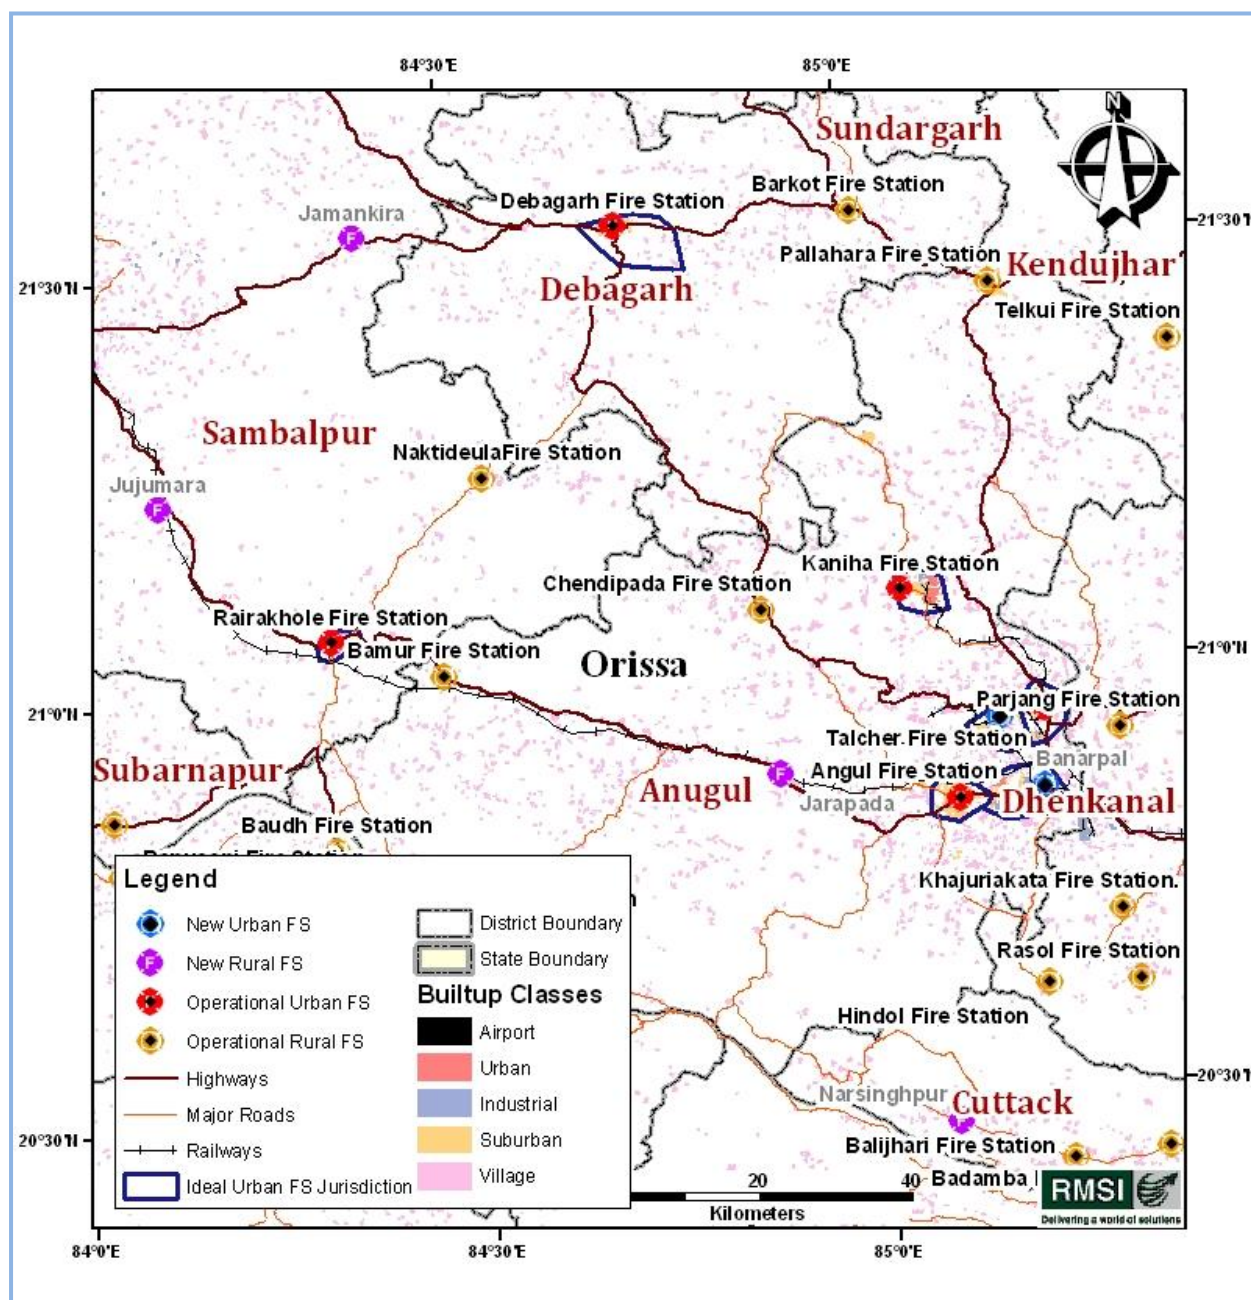 84°30'E 85°0'E
N
Sundargarh
Barkot Fire Station
Debagarh Fire Station
Jamankira
21°30'N
Pallahara Fire Station
Kendujhar
21°30'N
Debagarh
Telkui Fire Station
Sambalpur
NaktideulaFire Station
Jujumara
F
Kaniha Fire Station
Chendipada Fire Station
Rairakhole Fire Station
Bamur Fire Station
Orissa
21°0'N
Parjang Fire Station
21°0'N
Talcher Fire Station
Banarpal
Subarnapur
Angul Fire Station
Anugul
Jarapada
Dhenkanal
Baudh Fire Station
Khajuriakata Fire Station
Rasol Fire Station
Hindol Fire Station
Narsinghpur
Cuttack
20°30'N
20°30'N
Balijhari Fire Station
Badamba
Legend
New Urban FS
New Rural FS
Operational Urban FS
Operational Rural FS
Highways
Major Roads
Railways
Ideal Urban FS Jurisdiction
District Boundary
State Boundary
Builtup Classes
Airport
Urban
Industrial
Suburban
Village
20 40
Kilometers
RMSI
Delivering a world of solutions
84°0'E 84°30'E 85°0'E